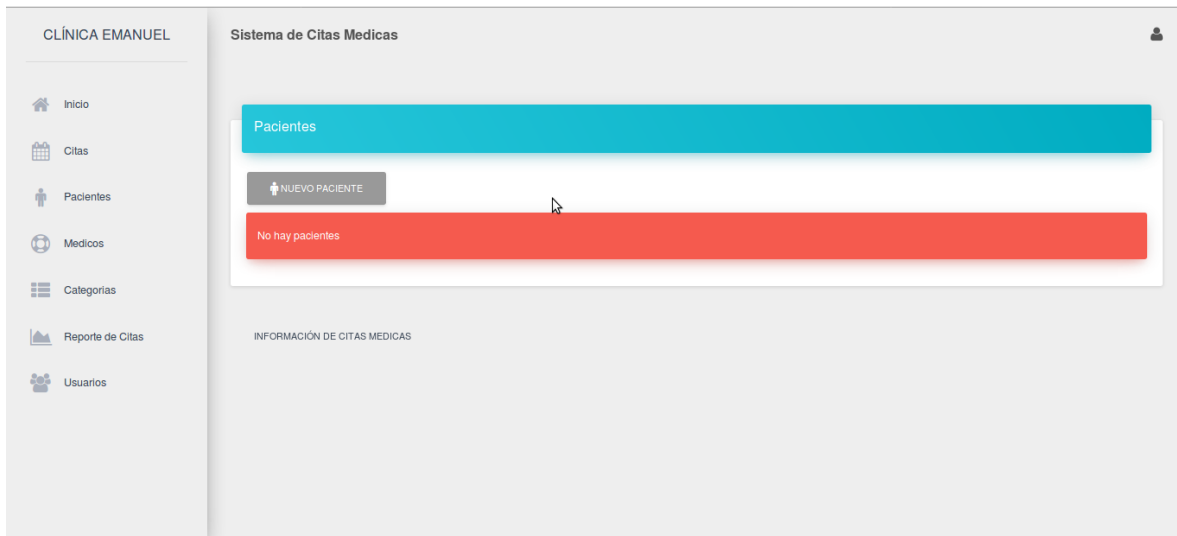 CLÍNICA EMANUEL
Sistema de Citas Medicas
Inicio
Citas
Pacientes
Medicos
Categorias
Reporte de Citas
Usuarios
Pacientes
NUEVO PACIENTE
No hay pacientes
INFORMACIÓN DE CITAS MEDICAS